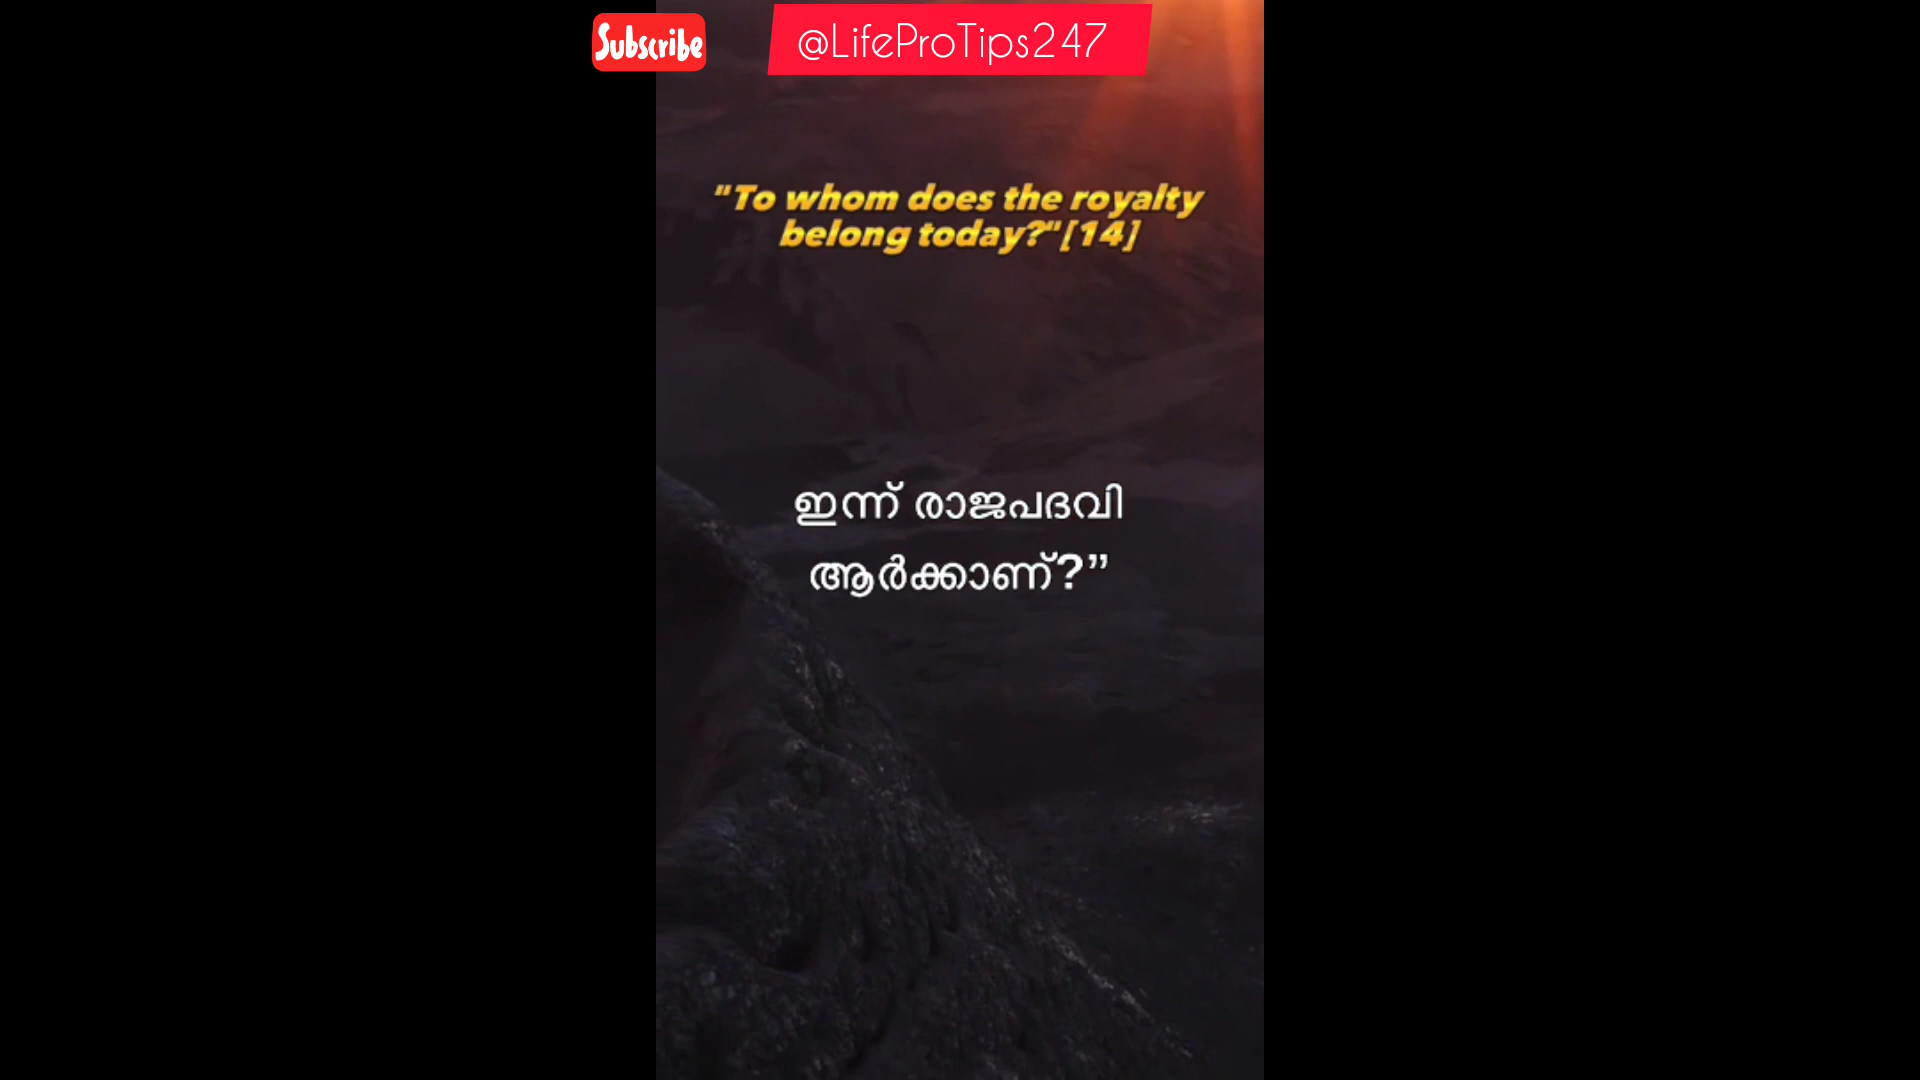 Subscribe
@LifeProTips247
"To whom does the royalty
belong today?"[14]
ഇന്ന് രാജപദവി
ആർക്കാണ്?”